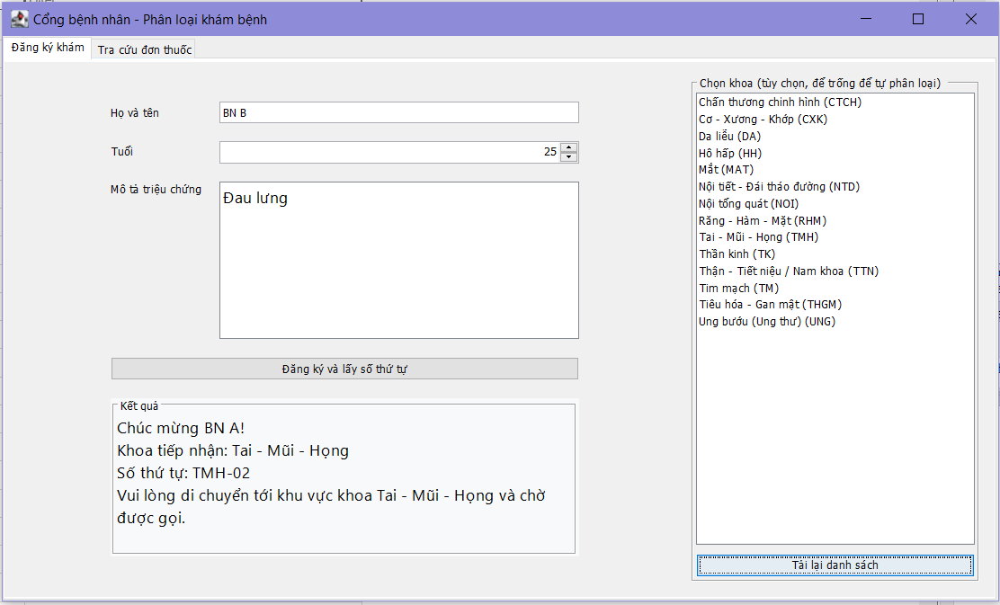 Cổng bệnh nhân - Phân loại khám bệnh
Đăng ký khám
Tra cứu đơn thuốc
Họ và tên
BN B
Tuổi
25
Mô tả triệu chứng
Đau lưng
Đăng ký và lấy số thứ tự
Kết quả
Chúc mừng BN A!
Khoa tiếp nhận: Tai - Mũi - Họng
Số thứ tự: TMH-02
Vui lòng di chuyển tới khu vực khoa Tai - Mũi - Họng và chờ
được gọi.
Chọn khoa (tùy chọn, để trống để tự phân loại)
Chấn thương chinh hình (CTCH)
Cơ - Xương - Khớp (CXK)
Da liễu (DA)
Hô hấp (HH)
Mắt (MAT)
Nội tiết - Đái tháo đường (NTD)
Nội tổng quát (NOI)
Răng - Hàm - Mặt (RHM)
Tai - Mũi - Họng (TMH)
Thần kinh (TK)
Thận - Tiết niệu / Nam khoa (TTN)
Tim mạch (TM)
Tiêu hóa - Gan mật (THGM)
Ung bướu (Ung thư) (UNG)
Tải lại danh sách